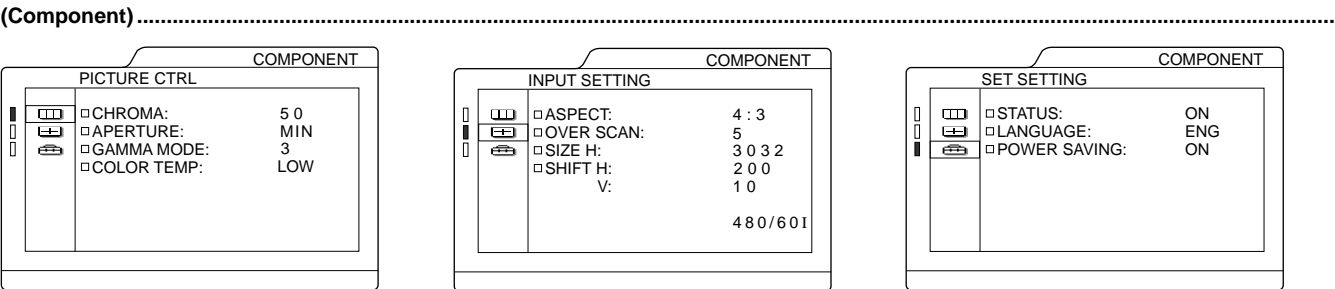 (Component)
COMPONENT
PICTURE CTRL
CHROMA: 50
APERTURE: MIN
GAMMA MODE: 3
COLOR TEMP: LOW
COMPONENT
INPUT SETTING
ASPECT: 4:3
OVER SCAN: 5
SIZE H: 3032
SHIFT H: 200
V: 10
480/60I
COMPONENT
SET SETTING
STATUS: ON
LANGUAGE: ENG
POWER SAVING: ON